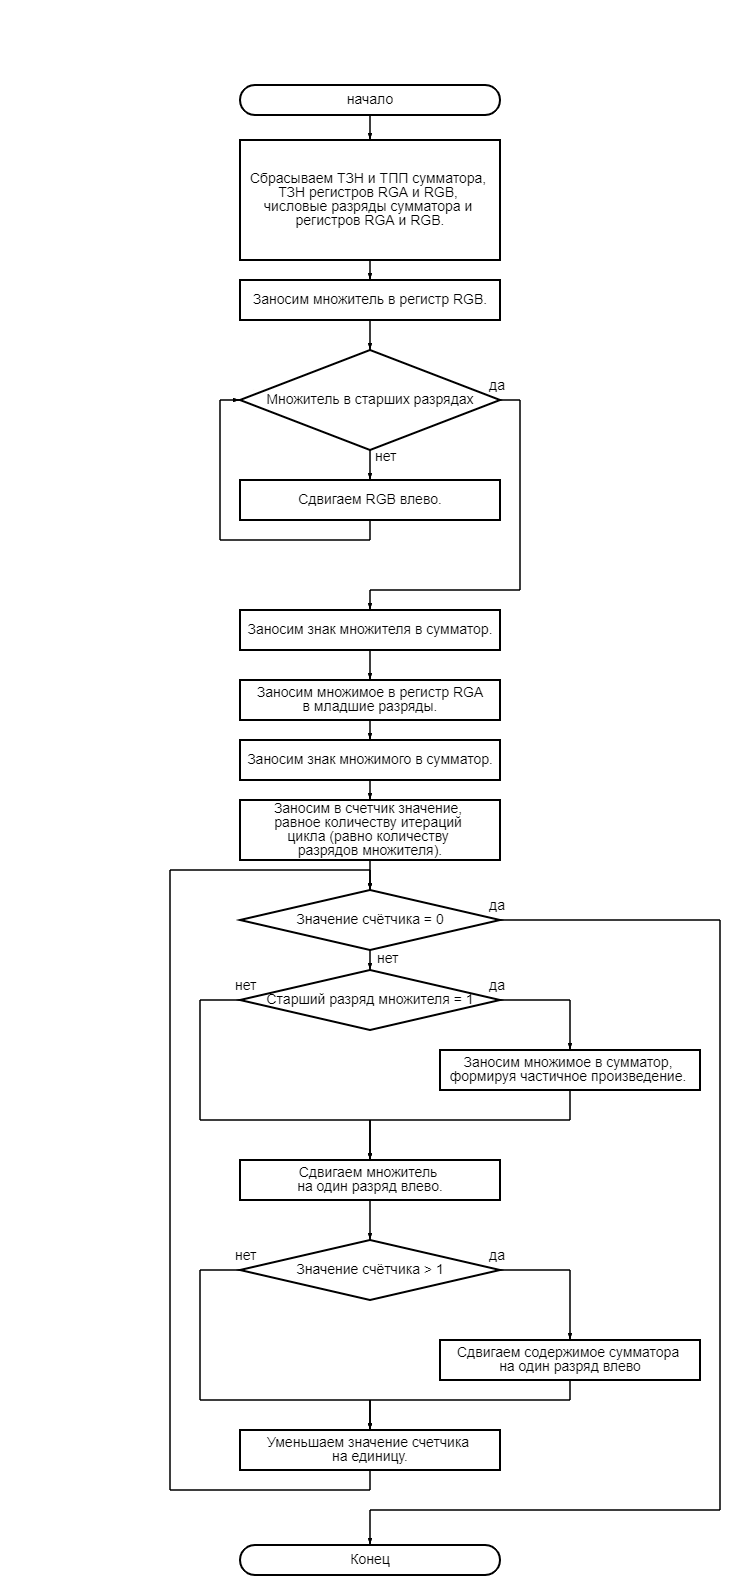 начало
Сбрасываем ТЗН и ТПП сумматора,
ТЗН регистров RGA и RGB,
числовые разряды сумматора и
регистров RGA и RGB.
Заносим множитель в регистр RGB.
да
Множитель в старших разрядах
нет
Сдвигаем RGB влево.
Заносим знак множителя в сумматор.
Заносим множимое в регистр RGA
в младшие разряды.
Заносим знак множимого в сумматор.
Заносим в счетчик значение,
равное количеству итераций
цикла (равно количеству
разрядов множителя).
да
Значение счётчика = 0
нет
нет
да
Старший разряд множителя = 1
Заносим множимое в сумматор,
формируя частичное произведение.
Сдвигаем множитель
на один разряд влево.
нет
да
Значение счётчика > 1
Сдвигаем содержимое сумматора
на один разряд влево
Уменьшаем значение счетчика
на единицу.
Конец